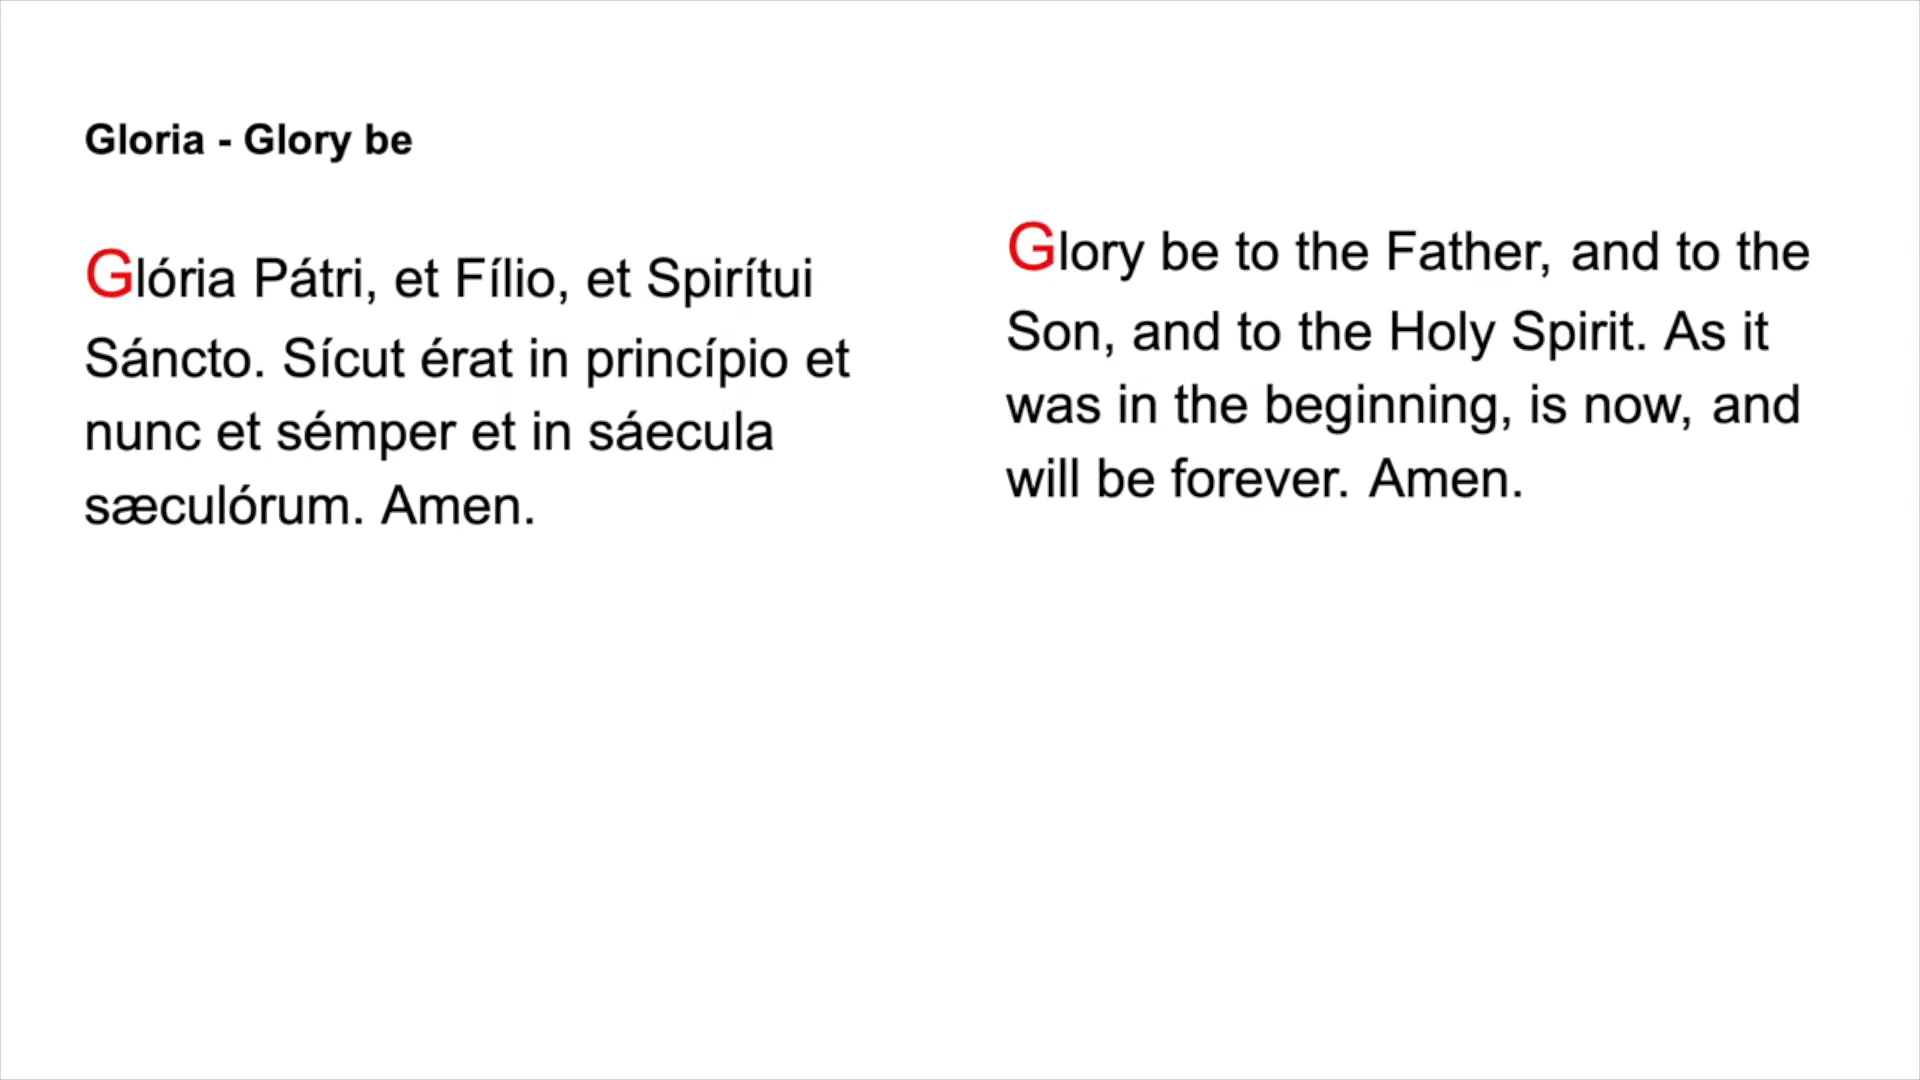 Gloria - Glory be
Glória Pátri, et Fílio, et Spirítui
Sáncto. Sícut érat in princípio et
nunc et sémper et in sáecula
sæculórum. Amen.
Glory be to the Father, and to the
Son, and to the Holy Spirit. As it
was in the beginning, is now, and
will be forever. Amen.